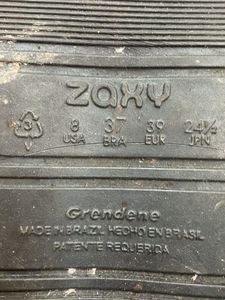 zaxy
3 8 37 39 24½
V USA BRA EUR JPN
Grendene
MADE IN BRAZIL HECHO EN BRASIL
PATENTE REQUERIDA